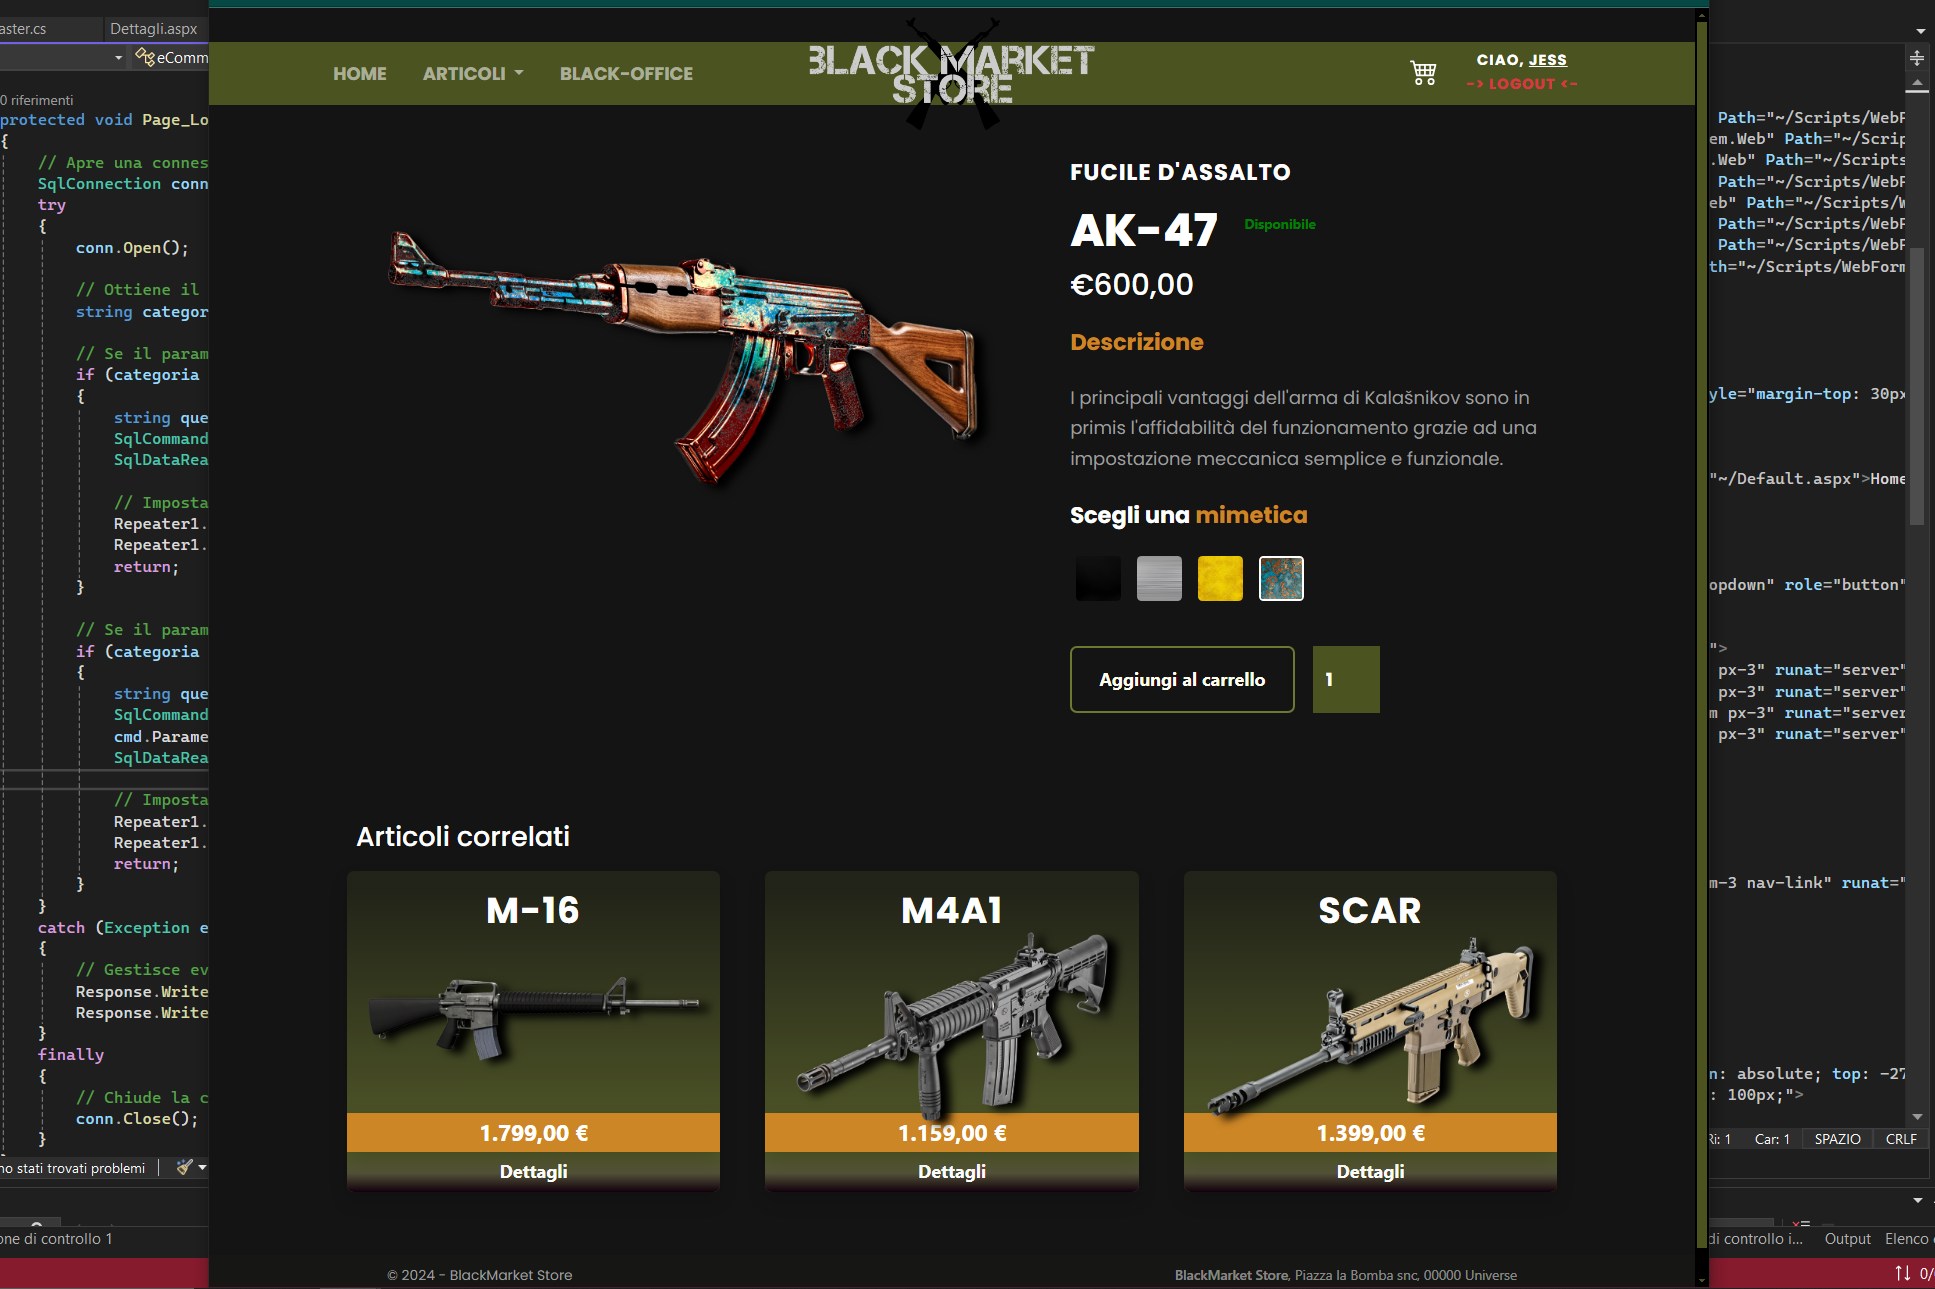 aster.cs
Dettagli.aspx
eComm
0 riferimenti
protected void Page_Lo
{
// Apre una connes
SqlConnection conn
try
{
conn.Open();
// Ottiene il
string categor
// Se il param
if (categoria
{
string que
SqlCommand
SqlDataRea
// Imposta
Repeater1.
Repeater1.
return;
}
// Se il param
if (categoria
{
string que
SqlCommand
cmd.Parame
SqlDataRea
// Imposta
Repeater1.
Repeater1.
return;
}
}
catch (Exception e
{
// Gestisce ev
Response.Write
Response.Write
}
finally
{
// Chiude la c
conn.Close();
}
no stati trovati problemi
one di controllo 1
HOME
ARTICOLI
BLACK-OFFICE
BLACK MARKET
STORE
CIAO, JESS
-> LOGOUT <-
FUCILE D'ASSALTO
AK-47
Disponibile
€600,00
Descrizione
I principali vantaggi dell'arma di Kalašnikov sono in
primis l'affidabilità del funzionamento grazie ad una
impostazione meccanica semplice e funzionale.
Scegli una mimetica
Aggiungi al carrello
1
Articoli correlati
M-16
1.799,00 €
Dettagli
M4A1
1.159,00 €
Dettagli
SCAR
1.399,00 €
Dettagli
© 2024 - BlackMarket Store
BlackMarket Store, Piazza la Bomba snc, 00000 Universe
Path="~/Scripts/WebF
em.Web" Path="~/Scrip
.Web" Path="~/Scripts
Path="~/Scripts/WebF
eb" Path="~/Scripts/W
Path="~/Scripts/WebF
Path="~/Scripts/WebF
th="~/Scripts/WebForm
yle="margin-top: 30px
"~/Default.aspx">Home
opdown" role="button"
">
px-3" runat="server"
px-3" runat="server"
m px-3" runat="server
px-3" runat="server"
m-3 nav-link" runat="
n: absolute; top: -27
: 100px;">
Ri: 1
Car: 1
SPAZIO
CRLF
di controllo i...
Output
Elenco
0/